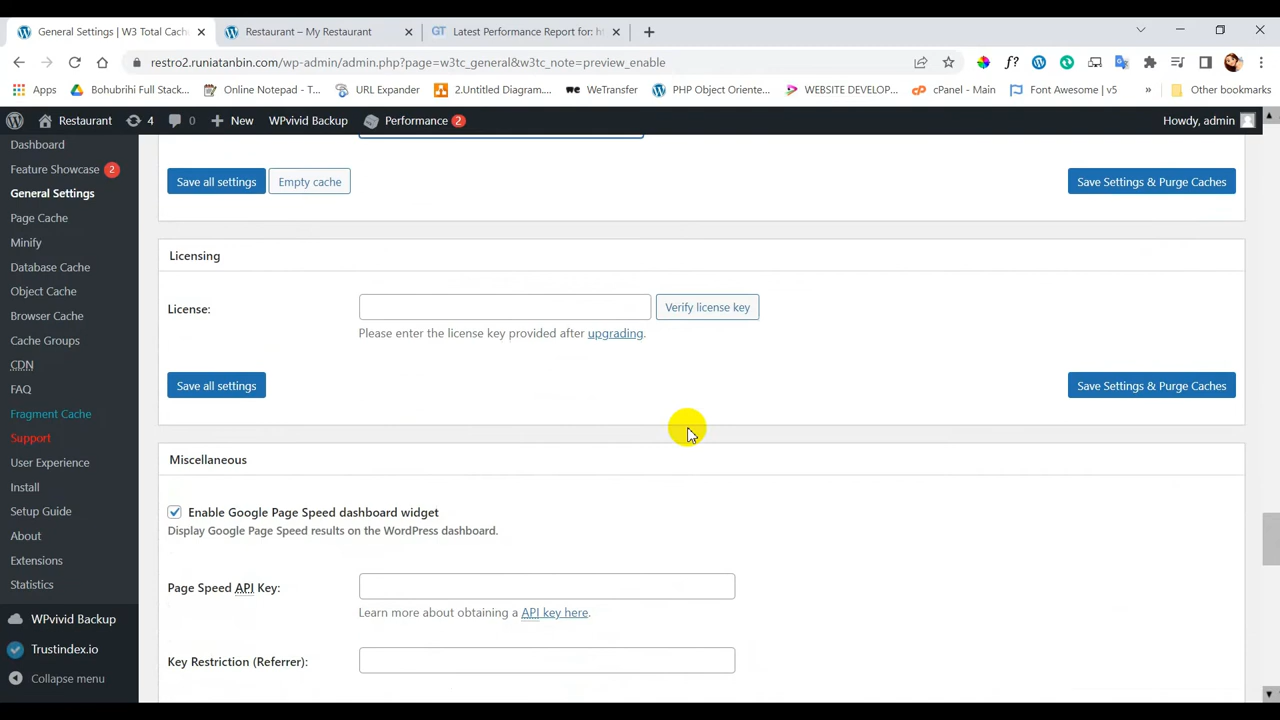 General Settings | W3 Total Cach
Restaurant – My Restaurant
GT Latest Performance Report for: h
restro2.runiatanbin.com/wp-admin/admin.php?page=w3tc_general&w3tc_note=preview_enable
Apps
Bohubrihi Full Stack...
Online Notepad - T...
URL Expander
2.Untitled Diagram....
WeTransfer
PHP Object Oriente...
WEBSITE DEVELOP...
cPanel - Main
Font Awesome | v5
»
Other bookmarks
Restaurant
4
0
New
WPvivid Backup
Performance 2
Howdy, admin
Dashboard
Feature Showcase 2
General Settings
Page Cache
Minify
Database Cache
Object Cache
Browser Cache
Cache Groups
CDN
FAQ
Fragment Cache
Support
User Experience
Install
Setup Guide
About
Extensions
Statistics
WPvivid Backup
Trustindex.io
Collapse menu
Save all settings
Empty cache
Save Settings & Purge Caches
Licensing
License:
Verify license key
Please enter the license key provided after upgrading.
Save all settings
Save Settings & Purge Caches
Miscellaneous
Enable Google Page Speed dashboard widget
Display Google Page Speed results on the WordPress dashboard.
Page Speed API Key:
Learn more about obtaining a API key here.
Key Restriction (Referrer):